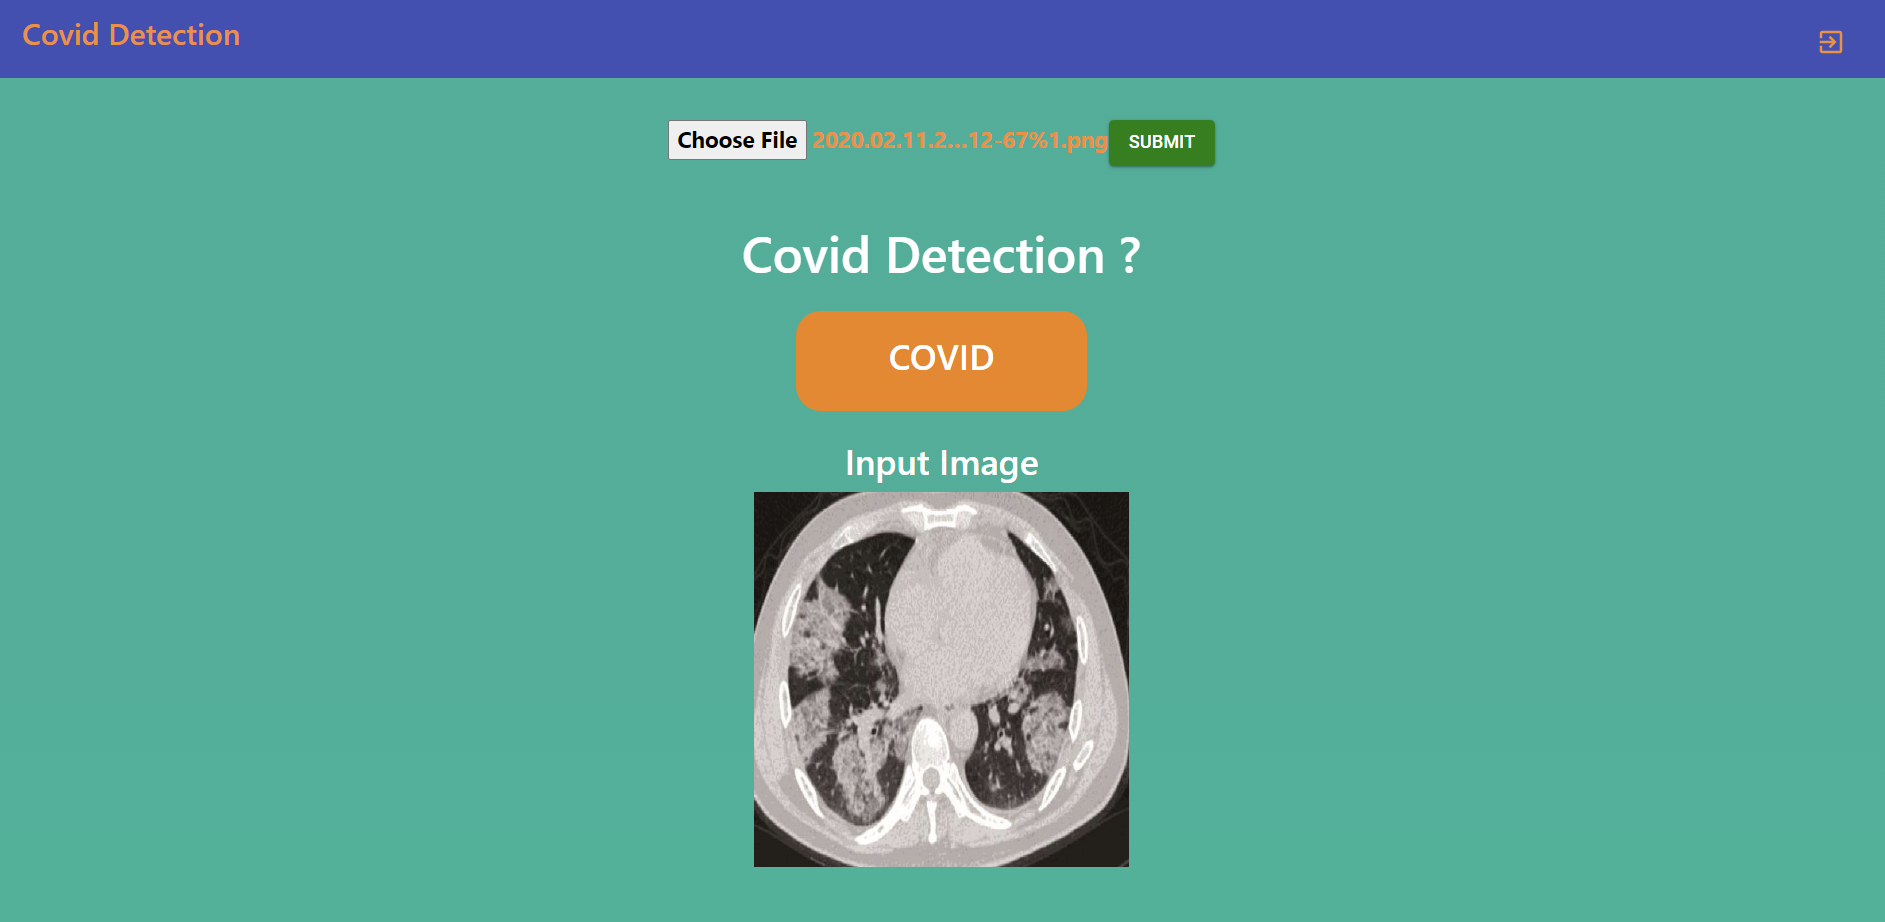 Covid Detection
Choose File 2020.02.11.2...12-67%1.png SUBMIT
Covid Detection ?
COVID
Input Image